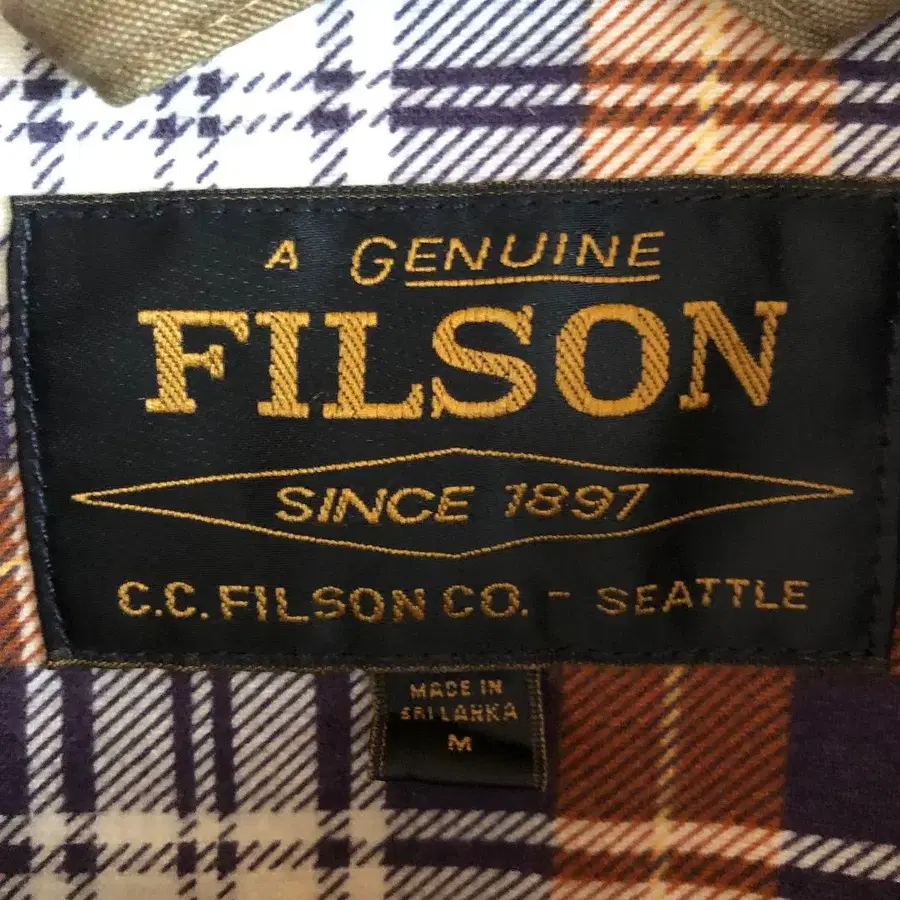 A GENUINE
FILSON
SINCE 1897
C.C. FILSON CO. - SEATTLE
MADE IN
SRI LANKA
M